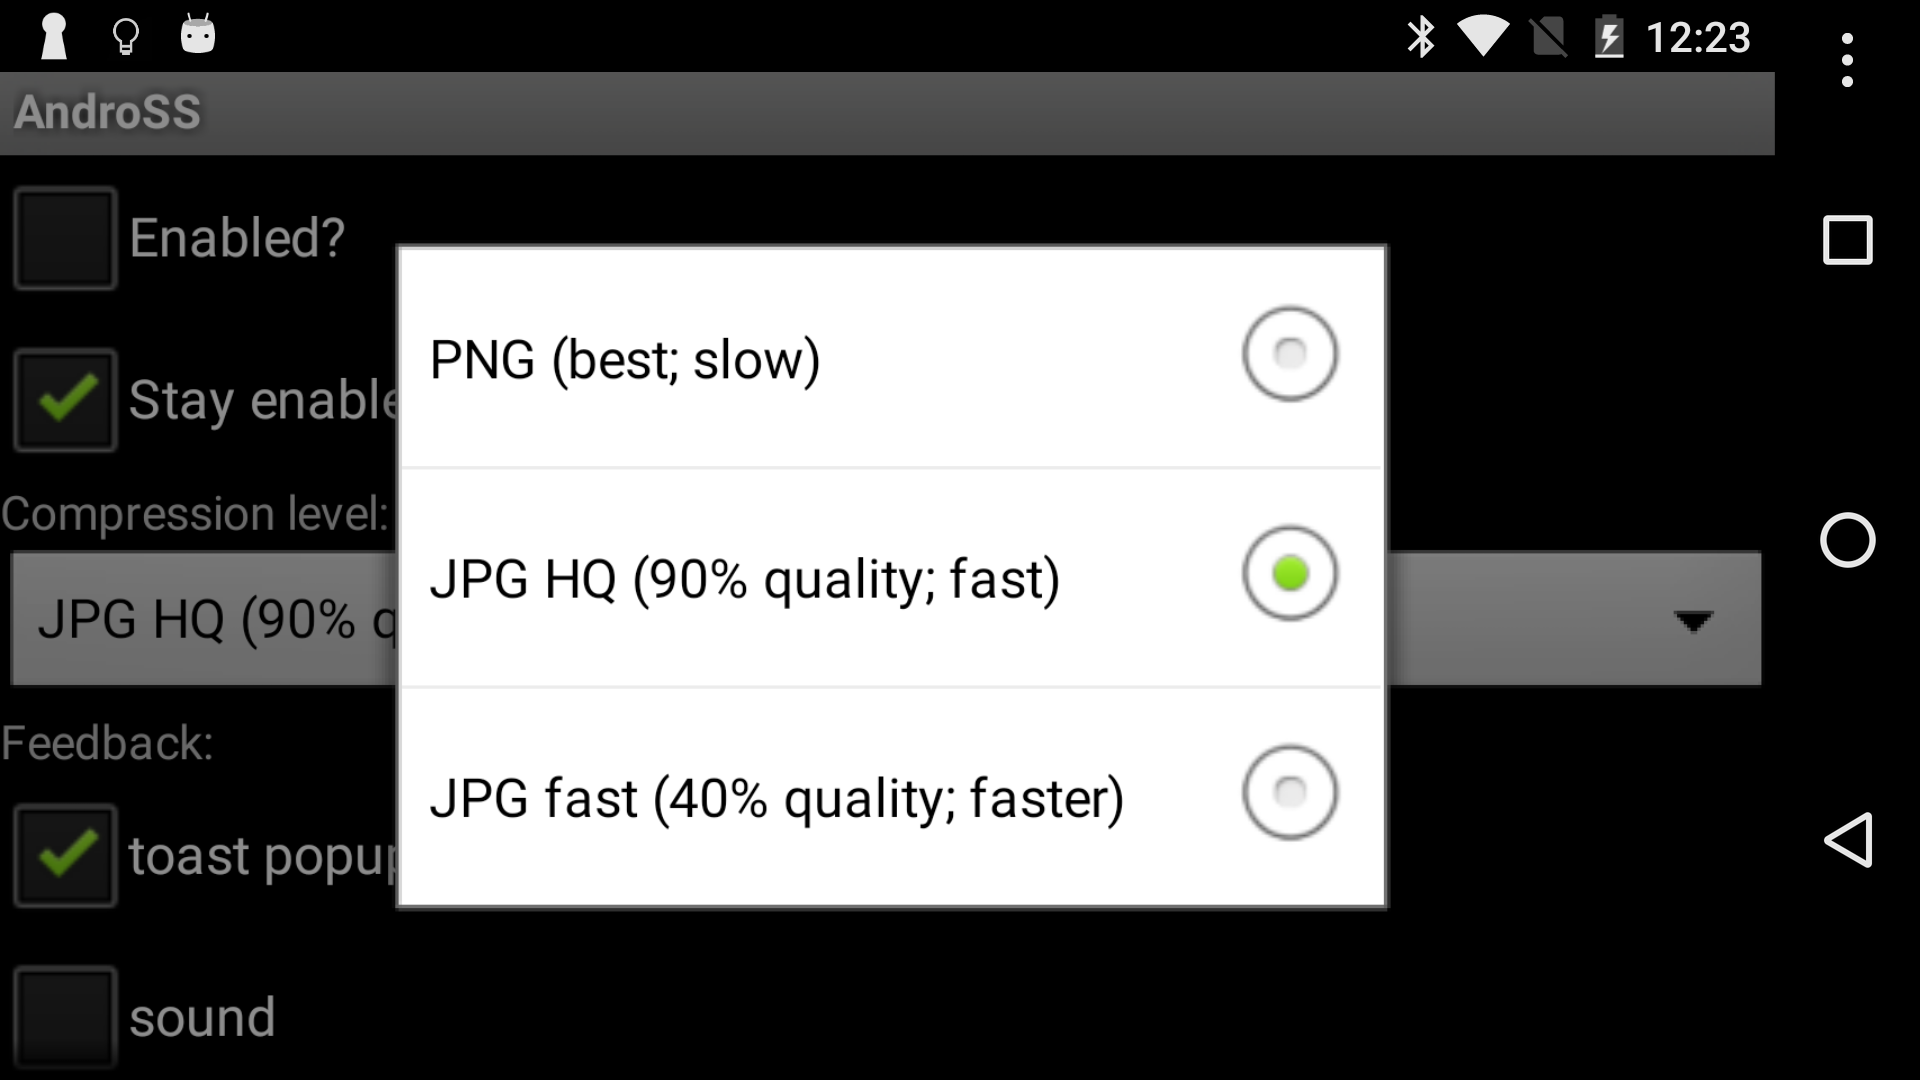 12:23
AndroSS
Enabled?
Stay enable
PNG (best; slow)
Compression level:
JPG HQ (90% q
JPG HQ (90% quality; fast)
Feedback:
JPG fast (40% quality; faster)
toast popup
sound